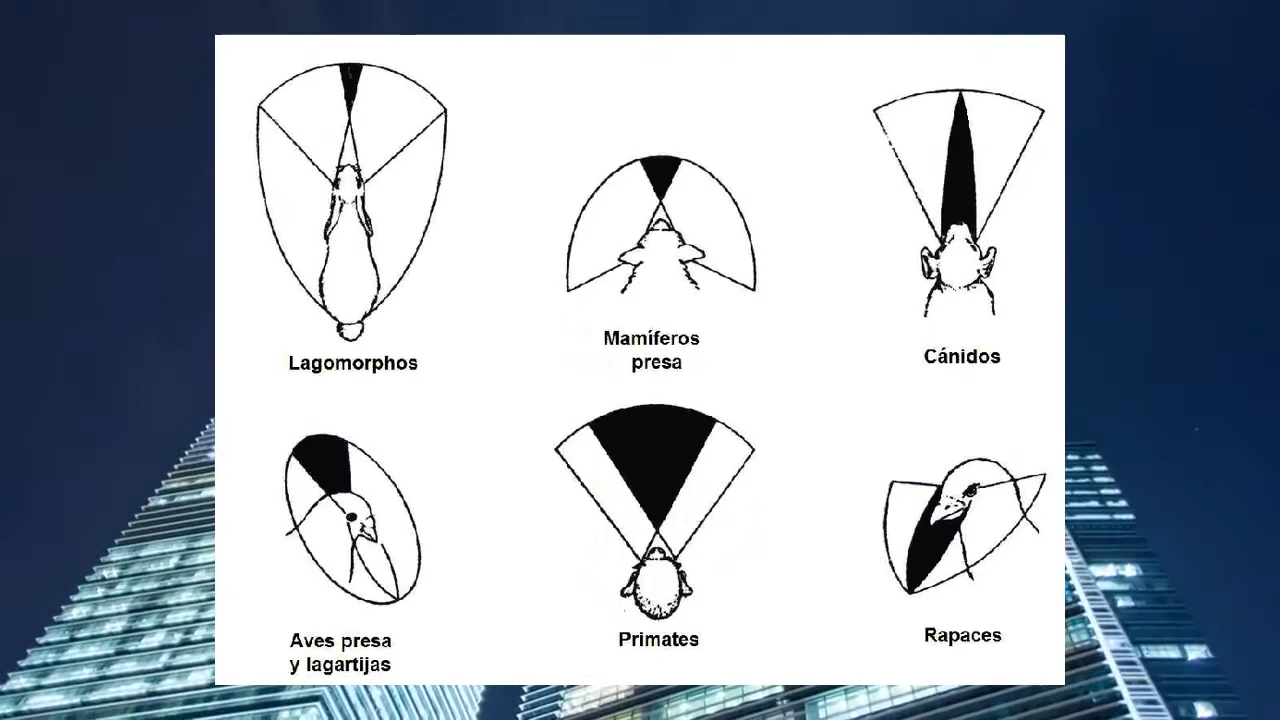 Lagomorphos
Mamíferos
presa
Cánidos
Aves presa
y lagartijas
Primates
Rapaces